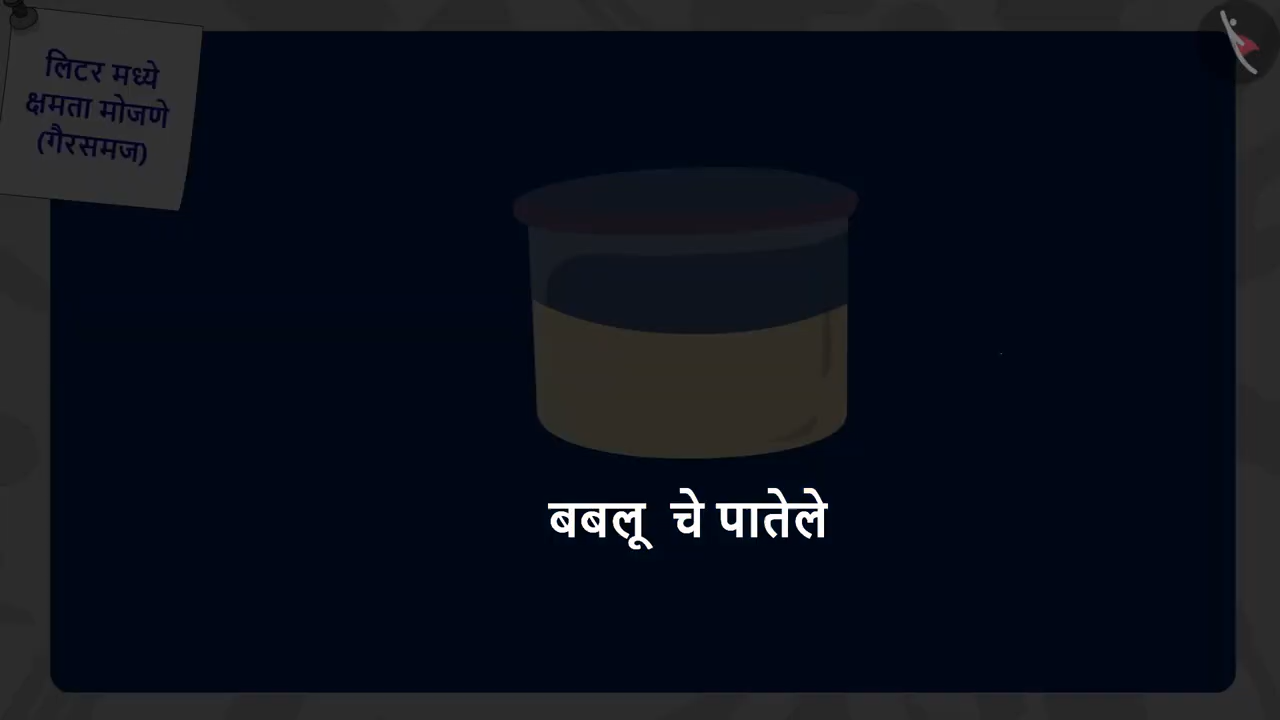 लिटर मध्ये
क्षमता मोजणे
(गैरसमज)
बबलू चे पातेले